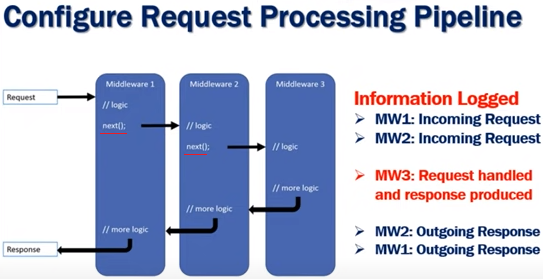 Configure Request Processing Pipeline
Middleware 1
Middleware 2
Middleware 3
Request
// logic
next();
// logic
next();
// logic
// more logic
// more logic
// more logic
Response
Information Logged
MW1: Incoming Request
MW2: Incoming Request
MW3: Request handled
and response produced
MW2: Outgoing Response
MW1: Outgoing Response